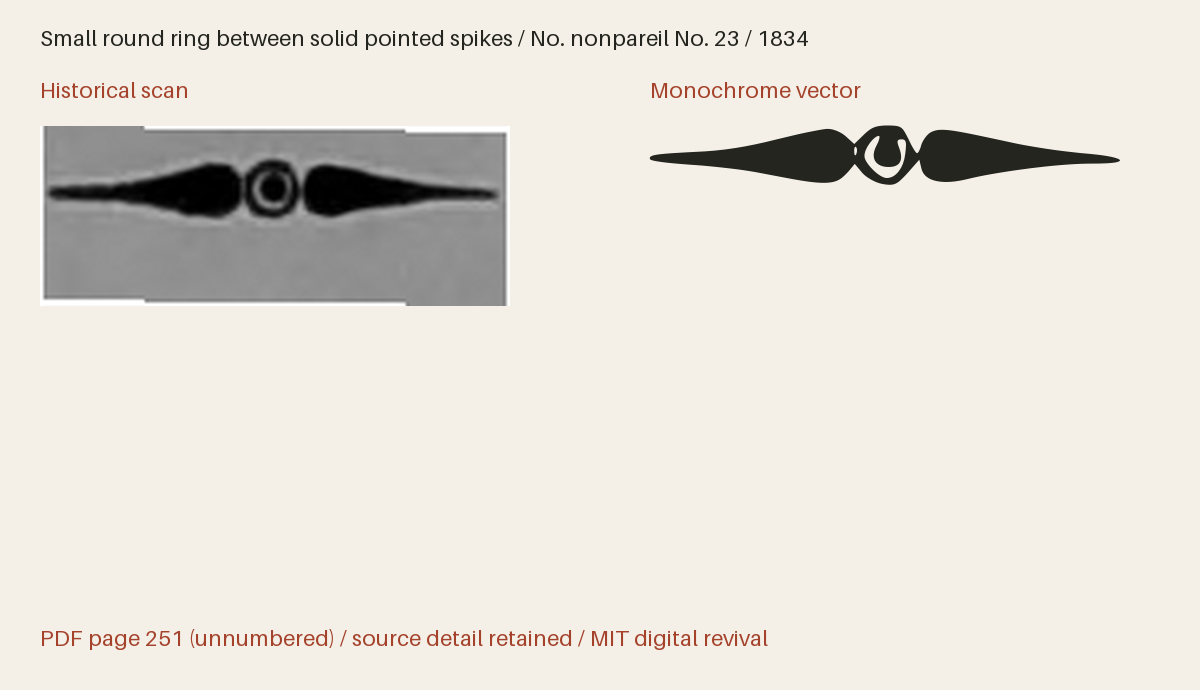 Small round ring between solid pointed spikes / No. nonpareil No. 23 / 1834
Historical scan
Monochrome vector
PDF page 251 (unnumbered) / source detail retained / MIT digital revival